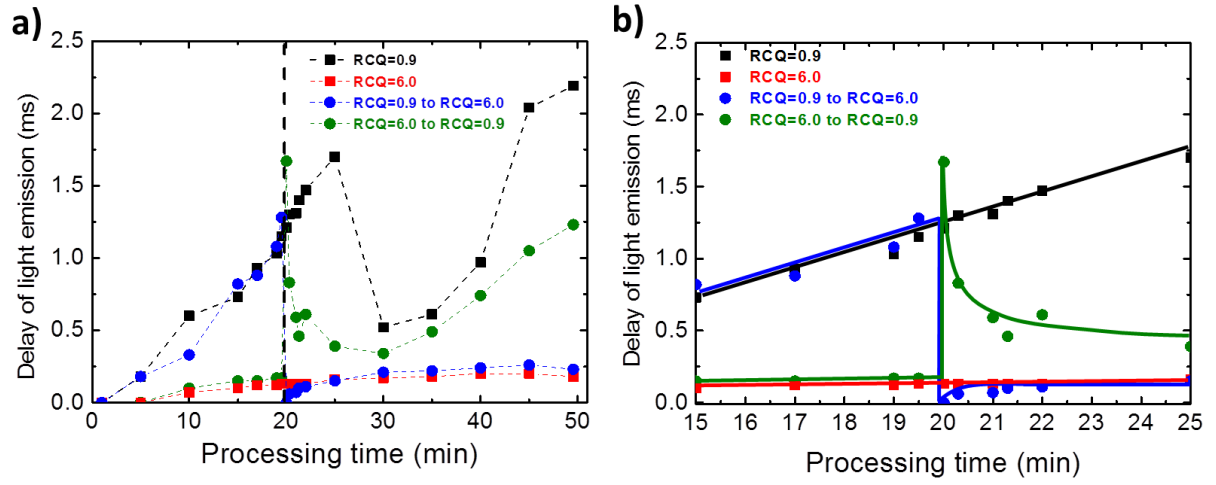 a)
Delay of light emission (ms)
2.5
2.0
1.5
1.0
0.5
0.0
RCQ=0.9
RCQ=6.0
RCQ=0.9 to RCQ=6.0
RCQ=6.0 to RCQ=0.9
0 10 20 30 40 50
Processing time (min)
b)
Delay of light emission (ms)
2.5
2.0
1.5
1.0
0.5
0.0
RCQ=0.9
RCQ=6.0
RCQ=0.9 to RCQ=6.0
RCQ=6.0 to RCQ=0.9
15 16 17 18 19 20 21 22 23 24 25
Processing time (min)